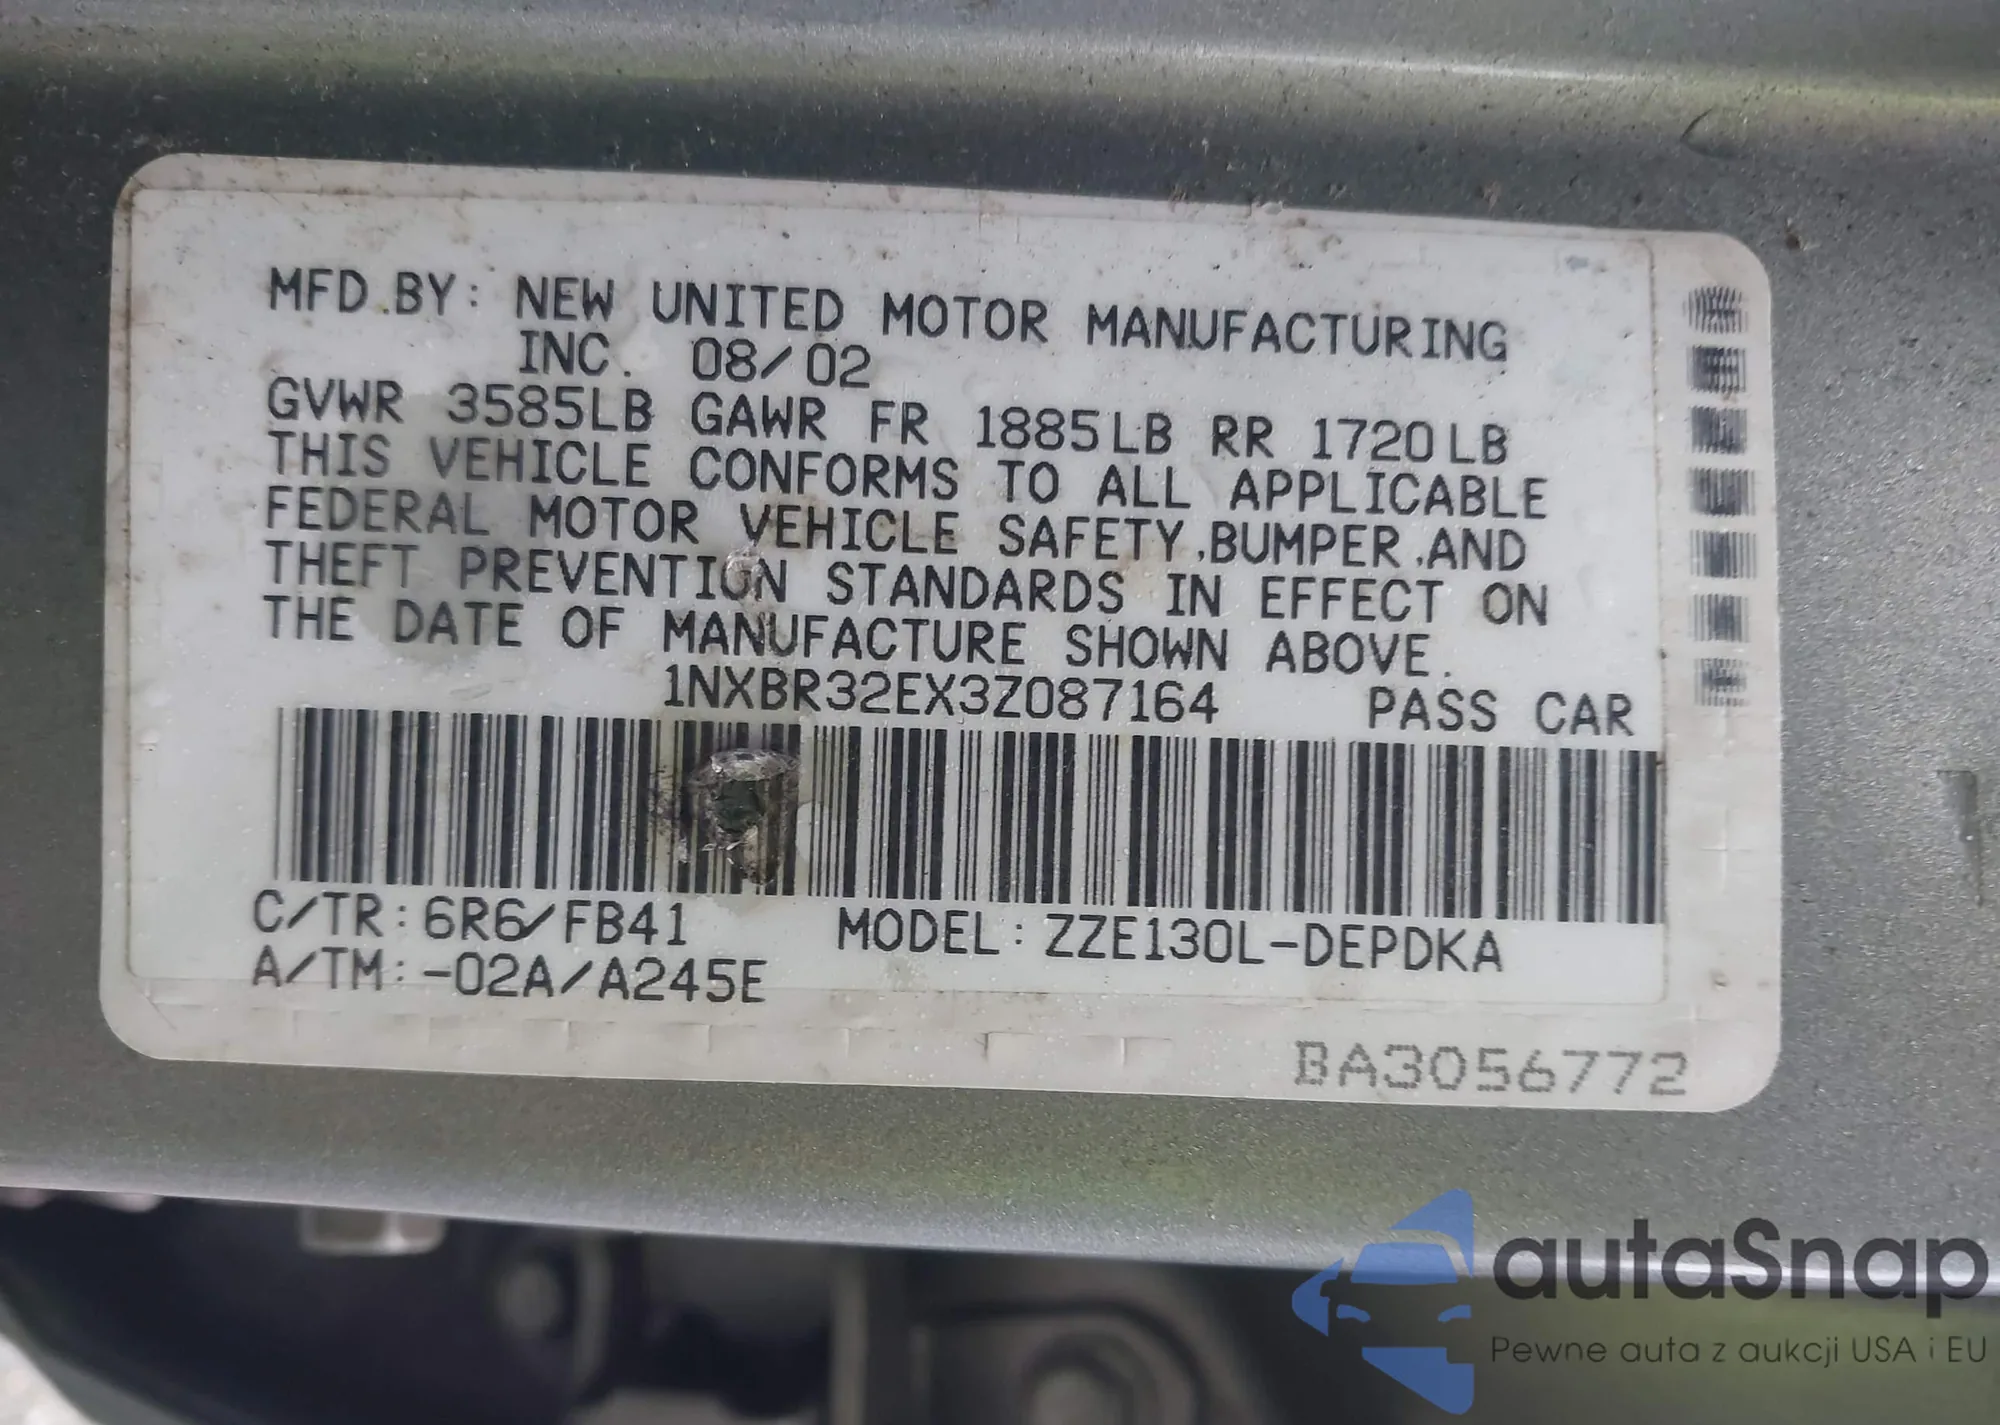 MFD.BY: NEW UNITED MOTOR MANUFACTURING
INC. 08/02
GVWR 3585LB GAWR FR 1885LB RR 1720LB
THIS VEHICLE CONFORMS TO ALL APPLICABLE
FEDERAL MOTOR VEHICLE SAFETY,BUMPER,AND
THEFT PREVENTION STANDARDS IN EFFECT ON
THE DATE OF MANUFACTURE SHOWN ABOVE.
1NXBR32EX3Z087164 PASS CAR
C/TR:6R6/FB41 MODEL:ZZE130L-DEPDKA
A/TM:-02A/A245E
BA3056772
autaSnap
Pewne auta z aukcji USA i EU